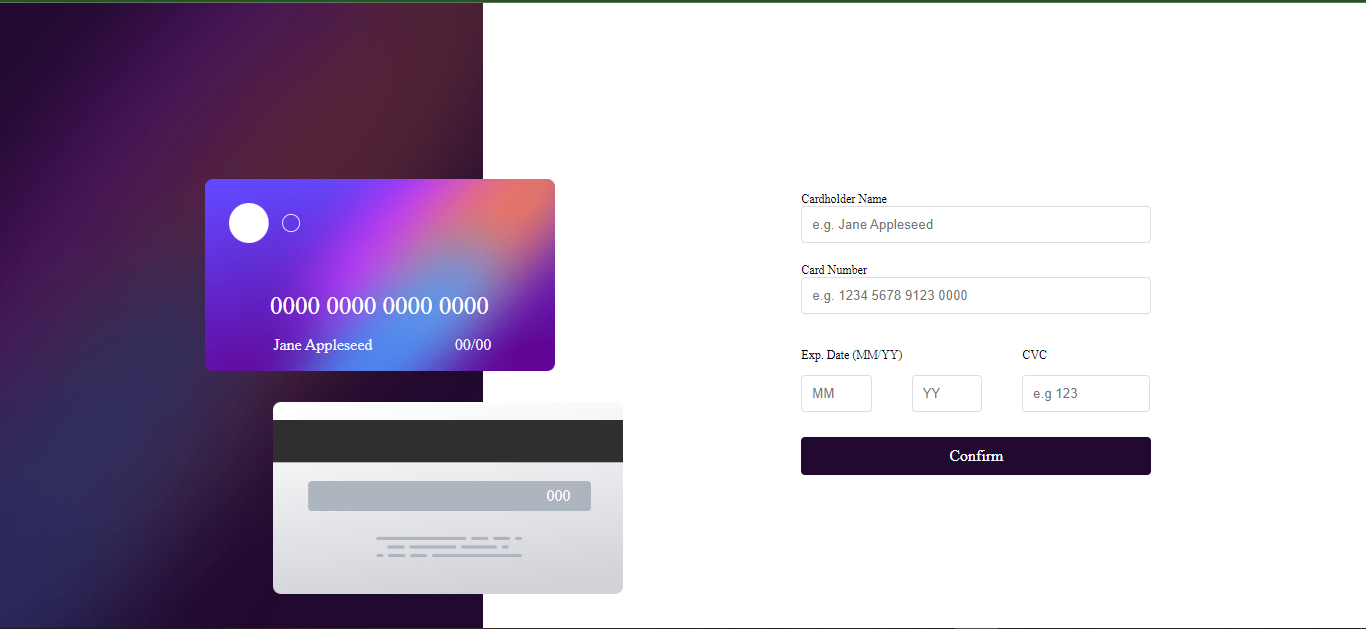 0000 0000 0000 0000
Jane Appleseed 00/00
000
Cardholder Name
e.g. Jane Appleseed
Card Number
e.g. 1234 5678 9123 0000
Exp. Date (MM/YY) CVC
MM YY e.g 123
Confirm